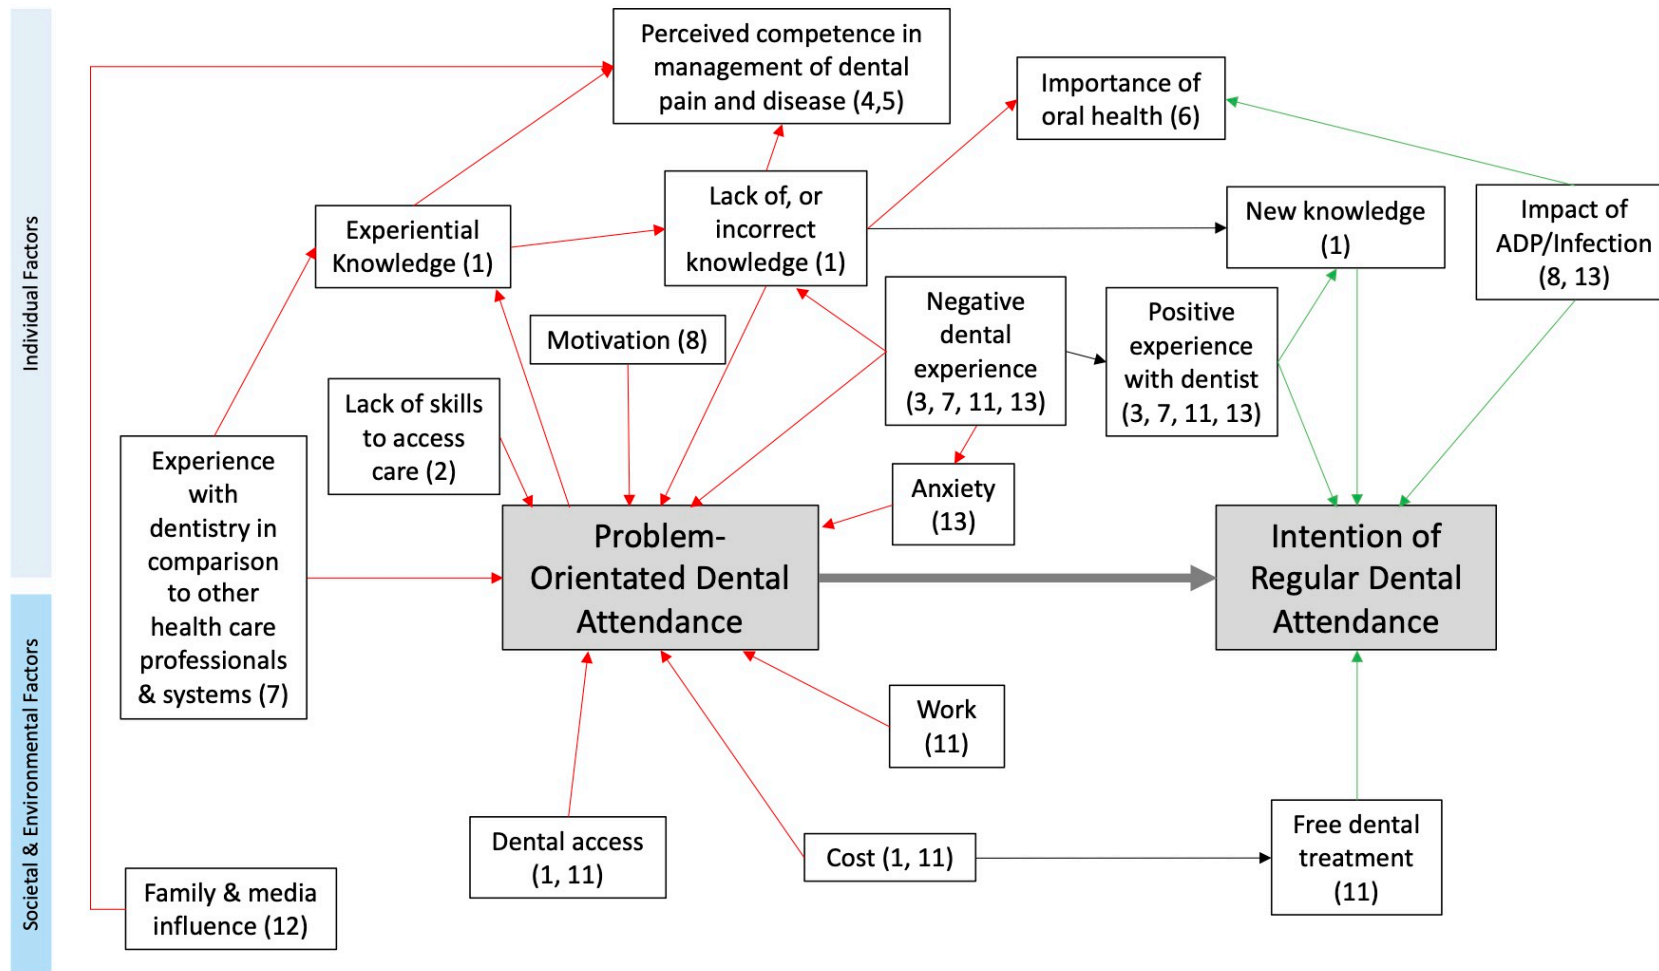 Individual Factors
Societal & Environmental Factors
Perceived competence in
management of dental
pain and disease (4,5)
Importance of
oral health (6)
Lack of, or
incorrect
knowledge (1)
New knowledge
(1)
Impact of
ADP/Infection
(8, 13)
Experiential
Knowledge (1)
Motivation (8)
Negative
dental
experience
(3, 7, 11, 13)
Positive
experience
with dentist
(3, 7, 11, 13)
Lack of skills
to access
care (2)
Experience
with
dentistry in
comparison
to other
health care
professionals
& systems (7)
Anxiety
(13)
Problem-
Orientated Dental
Attendance
Intention of
Regular Dental
Attendance
Work
(11)
Dental access
(1, 11)
Cost (1, 11)
Free dental
treatment
(11)
Family & media
influence (12)